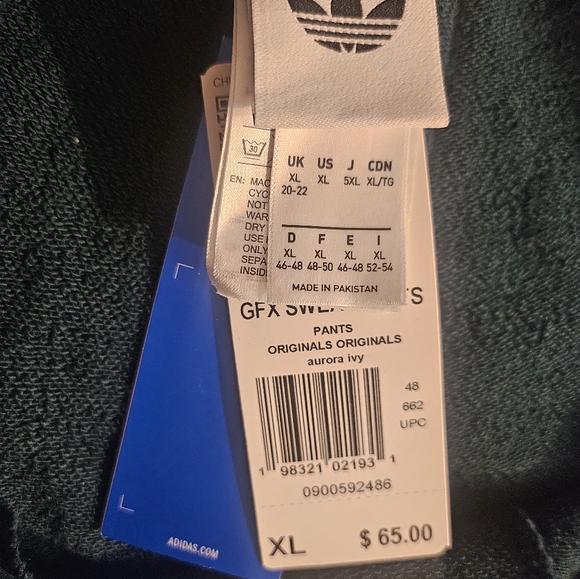 CH
30
EN: MAC
CYC
NOT
WAR
DRY
USE
ONLY
SEPA
INSID
UK US J CDN
XL XL 5XL XL/TG
20-22
D F E I
XL XL XL XL
46-48 48-50 46-48 52-54
MADE IN PAKISTAN
GFX SWEA TS
PANTS
ORIGINALS ORIGINALS
aurora ivy
48
662
UPC
1 98321 02193 1
0900592486
XL $ 65.00
ADIDAS.COM